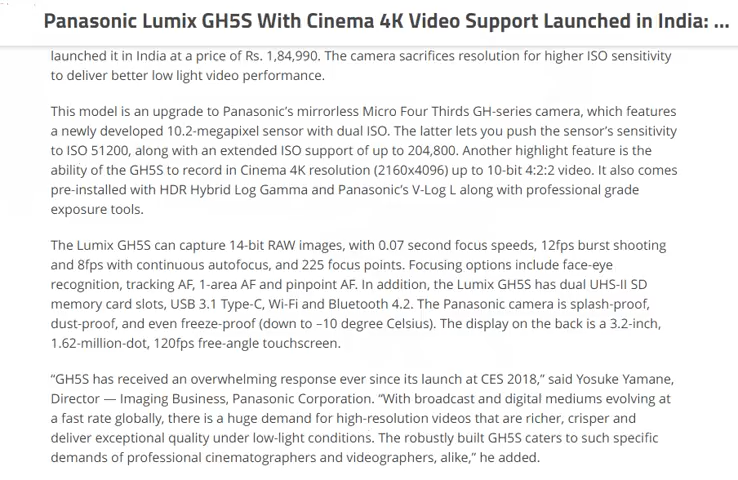 Panasonic Lumix GH5S With Cinema 4K Video Support Launched in India: ...
launched it in India at a price of Rs. 1,84,990. The camera sacrifices resolution for higher ISO sensitivity
to deliver better low light video performance.
This model is an upgrade to Panasonic’s mirrorless Micro Four Thirds GH-series camera, which features
a newly developed 10.2-megapixel sensor with dual ISO. The latter lets you push the sensor’s sensitivity
to ISO 51200, along with an extended ISO support of up to 204,800. Another highlight feature is the
ability of the GH5S to record in Cinema 4K resolution (2160x4096) up to 10-bit 4:2:2 video. It also comes
pre-installed with HDR Hybrid Log Gamma and Panasonic’s V-Log L along with professional grade
exposure tools.
The Lumix GH5S can capture 14-bit RAW images, with 0.07 second focus speeds, 12fps burst shooting
and 8fps with continuous autofocus, and 225 focus points. Focusing options include face-eye
recognition, tracking AF, 1-area AF and pinpoint AF. In addition, the Lumix GH5S has dual UHS-II SD
memory card slots, USB 3.1 Type-C, Wi-Fi and Bluetooth 4.2. The Panasonic camera is splash-proof,
dust-proof, and even freeze-proof (down to –10 degree Celsius). The display on the back is a 3.2-inch,
1.62-million-dot, 120fps free-angle touchscreen.
“GH5S has received an overwhelming response ever since its launch at CES 2018,” said Yosuke Yamane,
Director — Imaging Business, Panasonic Corporation. “With broadcast and digital mediums evolving at
a fast rate globally, there is a huge demand for high-resolution videos that are richer, crisper and
deliver exceptional quality under low-light conditions. The robustly built GH5S caters to such specific
demands of professional cinematographers and videographers, alike,” he added.